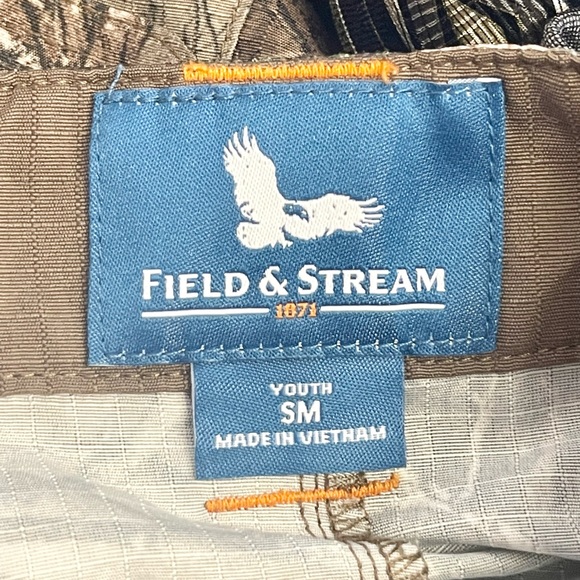 FIELD & STREAM
1871
YOUTH
SM
MADE IN VIETNAM